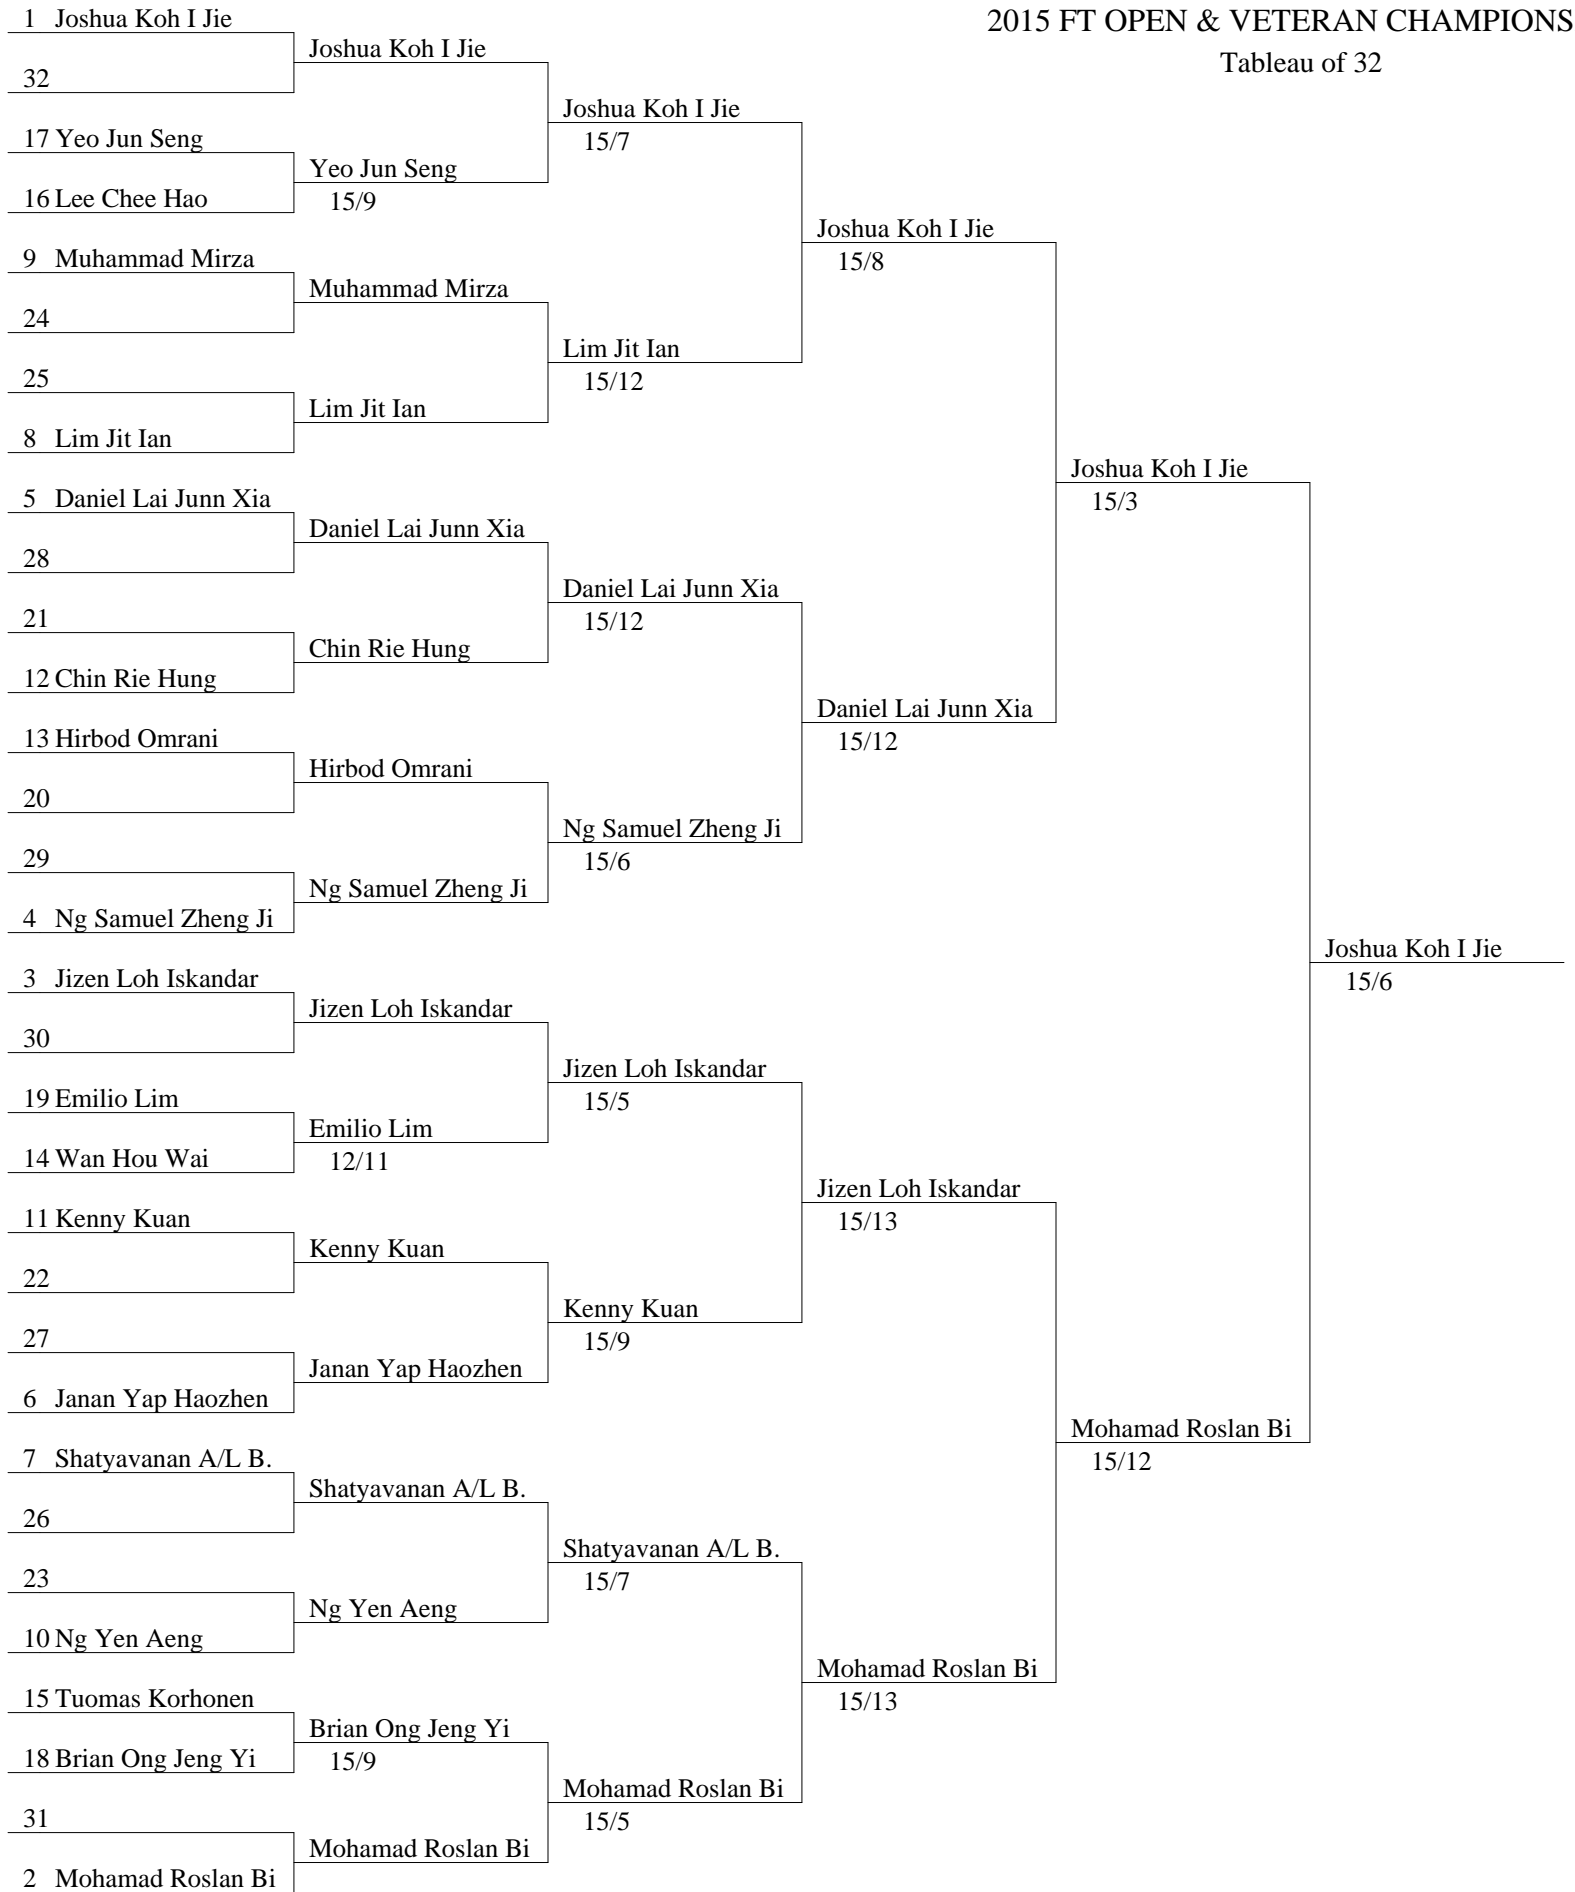 2015 FT OPEN & VETERAN CHAMPIONS
Tableau of 32
1 Joshua Koh I Jie
32
17 Yeo Jun Seng
16 Lee Chee Hao
9 Muhammad Mirza
24
25
8 Lim Jit Ian
5 Daniel Lai Junn Xia
28
21
12 Chin Rie Hung
13 Hirbod Omrani
20
29
4 Ng Samuel Zheng Ji
3 Jizen Loh Iskandar
30
19 Emilio Lim
14 Wan Hou Wai
11 Kenny Kuan
22
27
6 Janan Yap Haozhen
7 Shatyavanan A/L B.
26
23
10 Ng Yen Aeng
15 Tuomas Korhonen
18 Brian Ong Jeng Yi
31
2 Mohamad Roslan Bi
Joshua Koh I Jie
Yeo Jun Seng
15/9
Muhammad Mirza
Lim Jit Ian
Daniel Lai Junn Xia
Chin Rie Hung
Hirbod Omrani
Ng Samuel Zheng Ji
Jizen Loh Iskandar
Emilio Lim
12/11
Kenny Kuan
Janan Yap Haozhen
Shatyavanan A/L B.
Ng Yen Aeng
Brian Ong Jeng Yi
15/9
Mohamad Roslan Bi
Joshua Koh I Jie
15/7
Lim Jit Ian
15/12
Daniel Lai Junn Xia
15/12
Ng Samuel Zheng Ji
15/6
Jizen Loh Iskandar
15/5
Kenny Kuan
15/9
Shatyavanan A/L B.
15/7
Mohamad Roslan Bi
15/5
Joshua Koh I Jie
15/8
Daniel Lai Junn Xia
15/12
Jizen Loh Iskandar
15/13
Mohamad Roslan Bi
15/13
Joshua Koh I Jie
15/3
Mohamad Roslan Bi
15/12
Joshua Koh I Jie
15/6